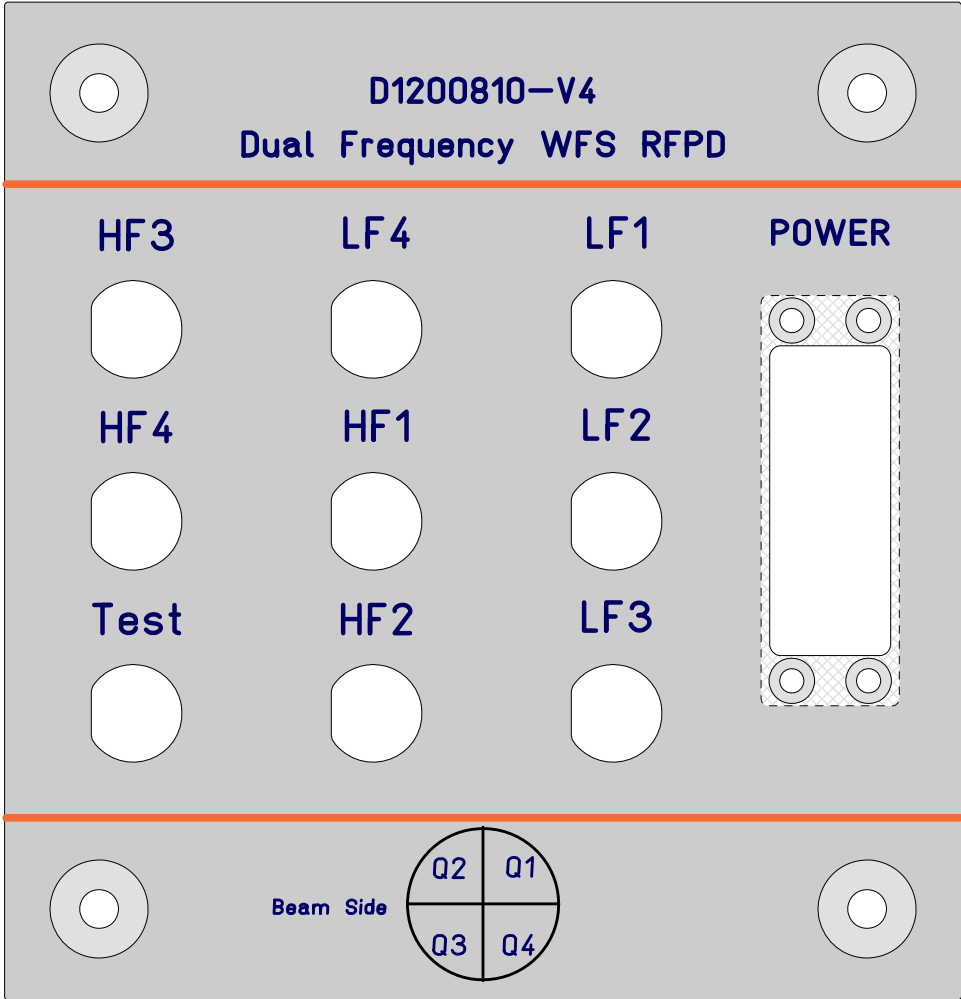 D1200810-V4
Dual Frequency WFS RFPD
HF3 LF4 LF1 POWER
HF4 HF1 LF2
Test HF2 LF3
Q2 Q1
Beam Side
Q3 Q4